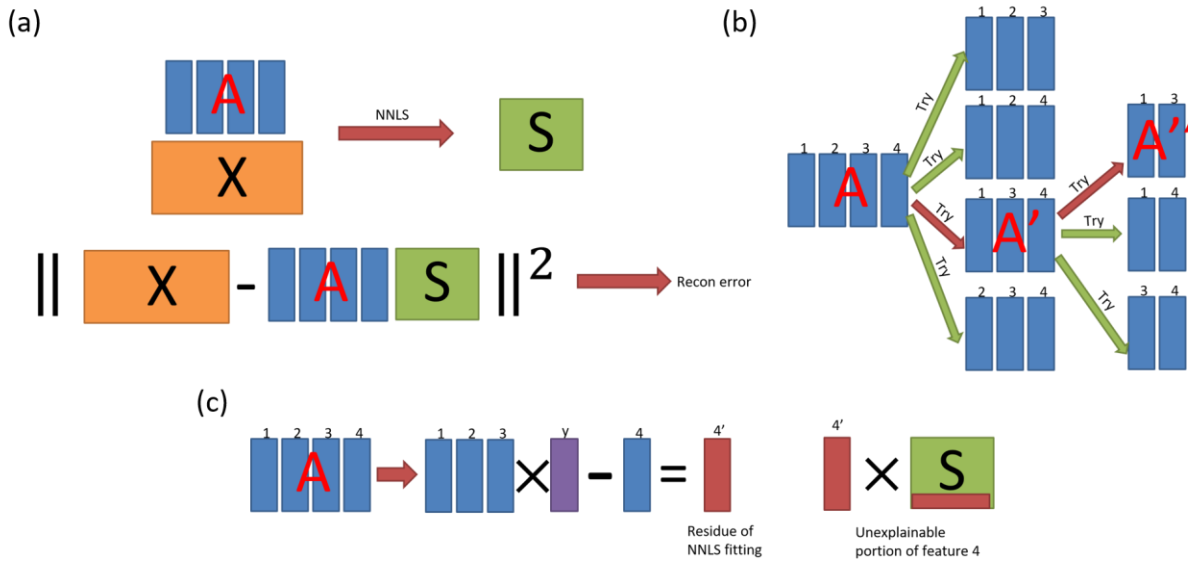 (a)
A
X
NNLS
S
|| X - A S ||²
Recon error
(b)
1 2 3 4
A
Try
Try
Try
Try
1 2 3
1 2 4
1 3 4
A'
2 3 4
Try
Try
Try
1 3
A''
1 4
3 4
(c)
1 2 3 4
A
1 2 3
×
y
-
4
=
4'
Residue of
NNLS fitting
4'
×
S
Unexplainable
portion of feature 4